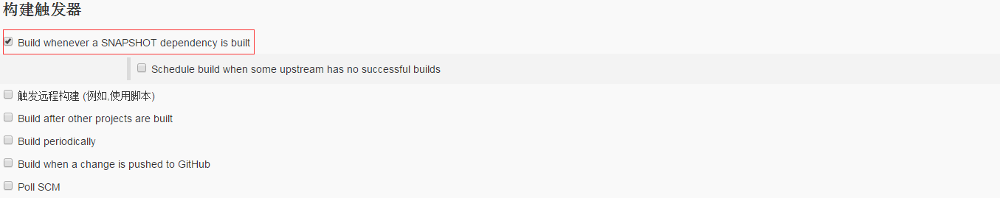 构建触发器
Build whenever a SNAPSHOT dependency is built
Schedule build when some upstream has no successful builds
触发远程构建 (例如,使用脚本)
Build after other projects are built
Build periodically
Build when a change is pushed to GitHub
Poll SCM